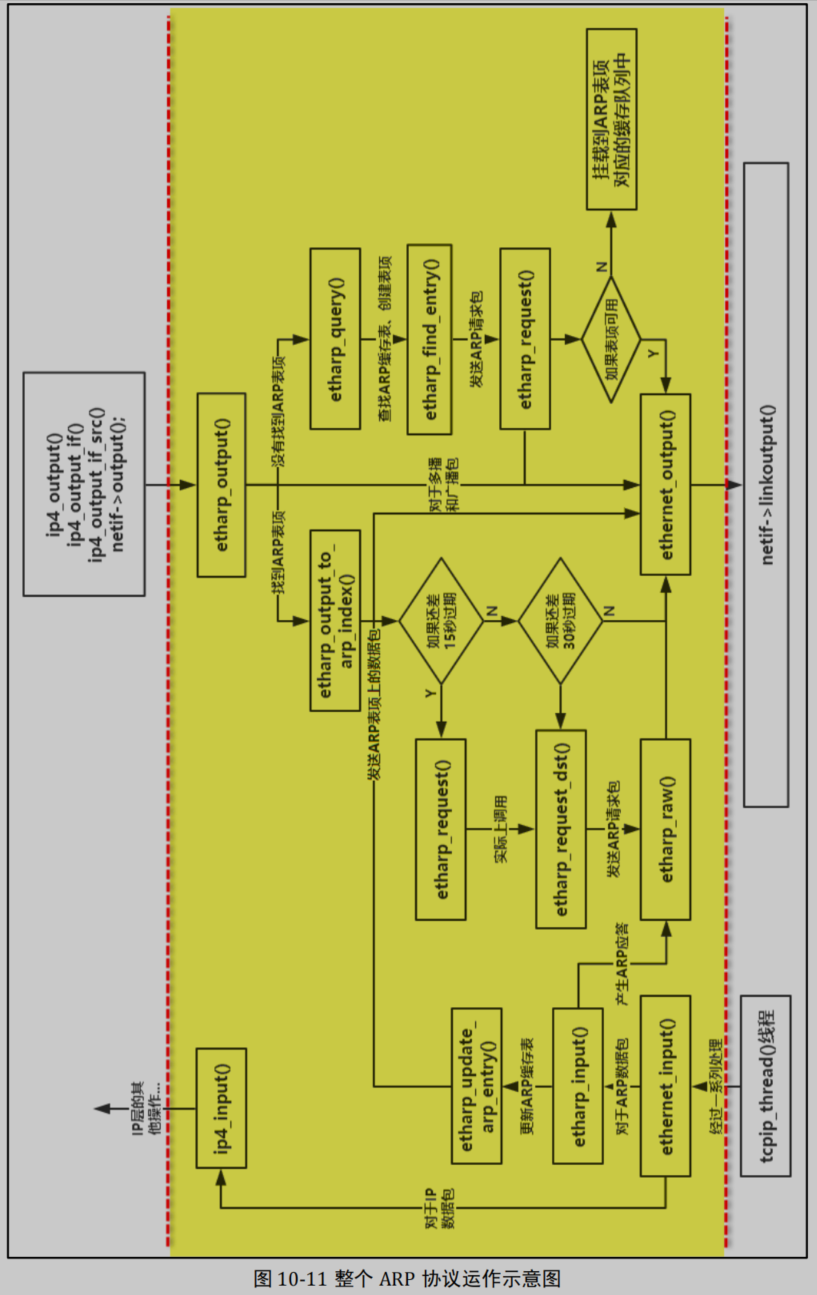 ip4_output()
ip4_output_if()
ip4_output_if_src()
netif->output();
etharp_output()
没有找到ARP表项
找到ARP表项
etharp_query()
查找ARP缓存表、创建表项
etharp_find_entry()
发送ARP请求包
etharp_request()
如果表项可用
N
Y
挂载到ARP表项
对应的缓存队列中
对于多播
和广播包
ethernet_output()
netif->linkoutput()
etharp_output_to_
arp_index()
如果还差
15秒过期
N
Y
如果还差
30秒过期
N
etharp_request()
实际上调用
etharp_request_dst()
发送ARP请求包
etharp_raw()
发送ARP表项上的数据包
产生ARP应答
etharp_update_
arp_entry()
更新ARP缓存表
etharp_input()
对于ARP数据包
ethernet_input()
经过一系列处理
tcpip_thread()线程
IP层的其
他操作...
ip4_input()
对于IP
数据包
图 10-11 整个 ARP 协议运作示意图